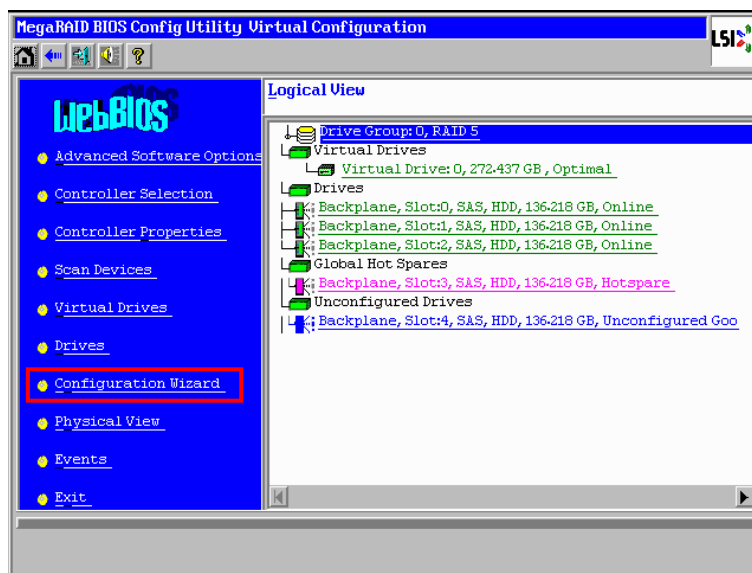 MegaRAID BIOS Config Utility Virtual Configuration
LSI
WebBIOS
Advanced Software Options
Controller Selection
Controller Properties
Scan Devices
Virtual Drives
Drives
Configuration Wizard
Physical View
Events
Exit
Logical View
Drive Group: 0, RAID 5
Virtual Drives
Virtual Drive: 0, 272.437 GB, Optimal
Drives
Backplane, Slot:0, SAS, HDD, 136.218 GB, Online
Backplane, Slot:1, SAS, HDD, 136.218 GB, Online
Backplane, Slot:2, SAS, HDD, 136.218 GB, Online
Global Hot Spares
Backplane, Slot:3, SAS, HDD, 136.218 GB, Hotspare
Unconfigured Drives
Backplane, Slot:4, SAS, HDD, 136.218 GB, Unconfigured Goo